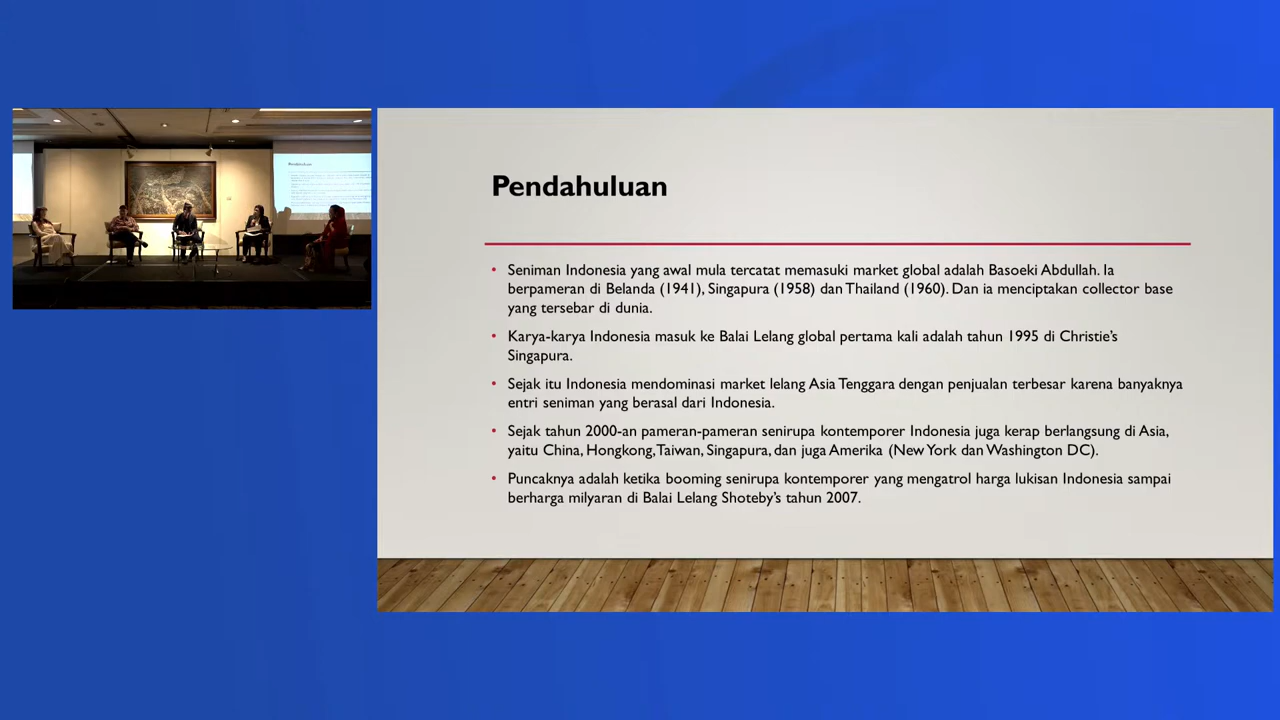 Pendahuluan
Seniman Indonesia yang awal mula tercatat memasuki market global adalah Basoeki Abdullah. Ia
berpameran di Belanda (1941), Singapura (1958) dan Thailand (1960). Dan ia menciptakan collector base
yang tersebar di dunia.
Karya-karya Indonesia masuk ke Balai Lelang global pertama kali adalah tahun 1995 di Christie's
Singapura.
Sejak itu Indonesia mendominasi market lelang Asia Tenggara dengan penjualan terbesar karena banyaknya
entri seniman yang berasal dari Indonesia.
Sejak tahun 2000-an pameran-pameran senirupa kontemporer Indonesia juga kerap berlangsung di Asia,
yaitu China, Hongkong, Taiwan, Singapura, dan juga Amerika (New York dan Washington DC).
Puncaknya adalah ketika booming senirupa kontemporer yang mengatrol harga lukisan Indonesia sampai
berharga milyaran di Balai Lelang Shoteby's tahun 2007.
Pendahuluan